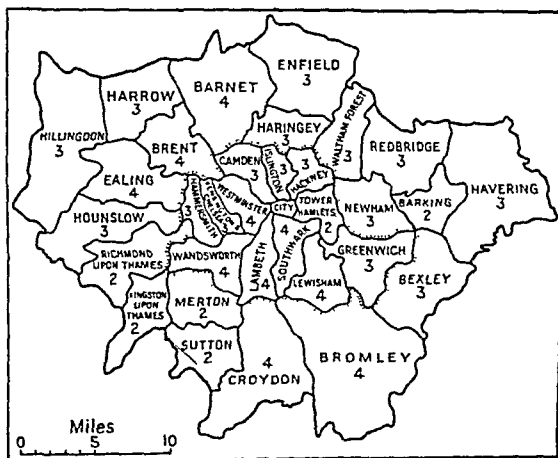 ENFIELD
3
BARNET
4
HARROW
3
HARINGEY
3
WALTHAM FOREST
3
REDBRIDGE
3
HILLINGDON
3
BRENT
4
CAMDEN
3
ISLINGTON
3
HACKNEY
3
HAVERING
3
EALING
4
WESTMINSTER
4
CITY
TOWER
HAMLETS
2
NEWHAM
3
BARKING
2
HAMMERSMITH
3
KENSINGTON &
CHELSEA
HOUNSLOW
3
RICHMOND
UPON THAMES
2
WANDSWORTH
4
LAMBETH
4
SOUTHWARK
4
LEWISHAM
4
GREENWICH
3
BEXLEY
3
KINGSTON
UPON
THAMES
2
MERTON
2
SUTTON
2
CROYDON
4
BROMLEY
4
Miles
0 5 10